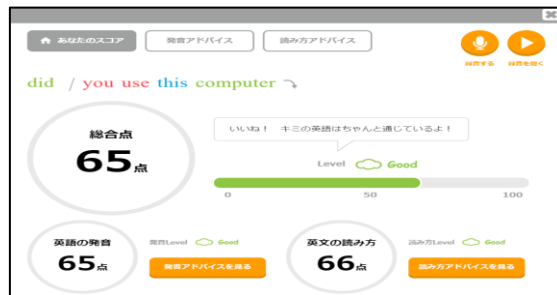 あなたのスコア 発音アドバイス 読み方アドバイス
録音する 録音を聞く
did / you use this computer
総合点
65点
いいね！ キミの英語はちゃんと通じているよ！
Level Good
0 50 100
英語の発音
65点
発音Level Good
発音アドバイスを見る
英文の読み方
66点
読み方Level Good
読み方アドバイスを見る